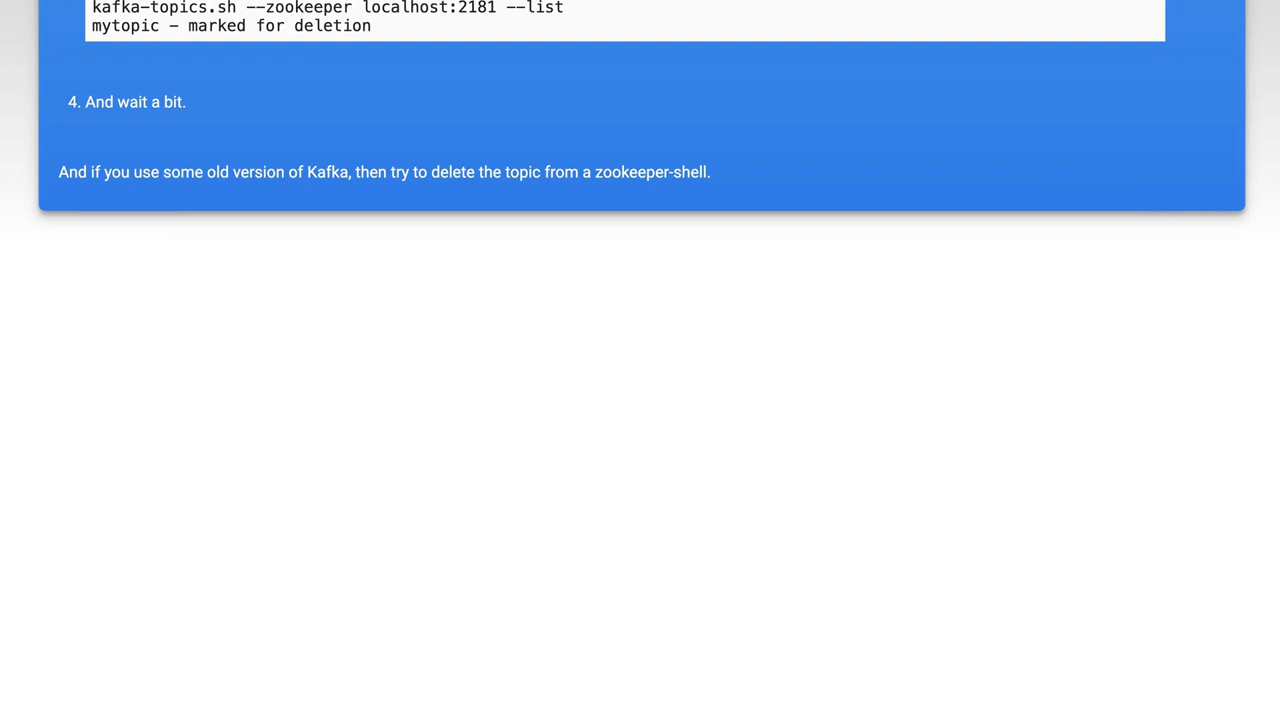 kafka-topics.sh --zookeeper localhost:2181 --list
mytopic - marked for deletion
4. And wait a bit.
And if you use some old version of Kafka, then try to delete the topic from a zookeeper-shell.